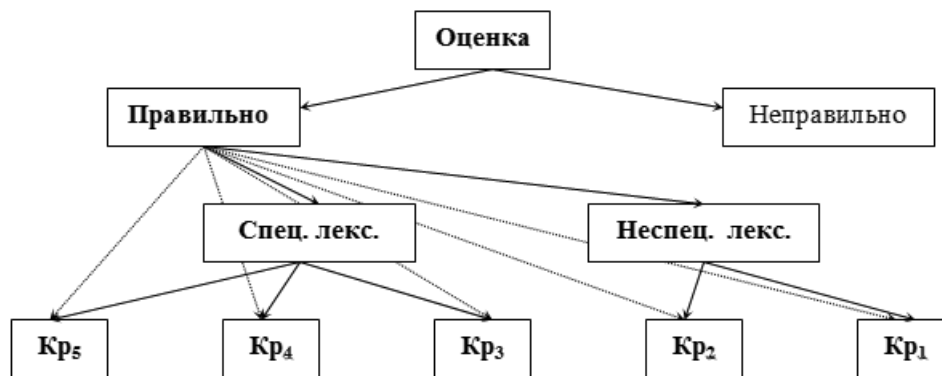 Оценка
Правильно
Неправильно
Спец. лекс.
Неспец. лекс.
Кр₅
Кр₄
Кр₃
Кр₂
Кр₁